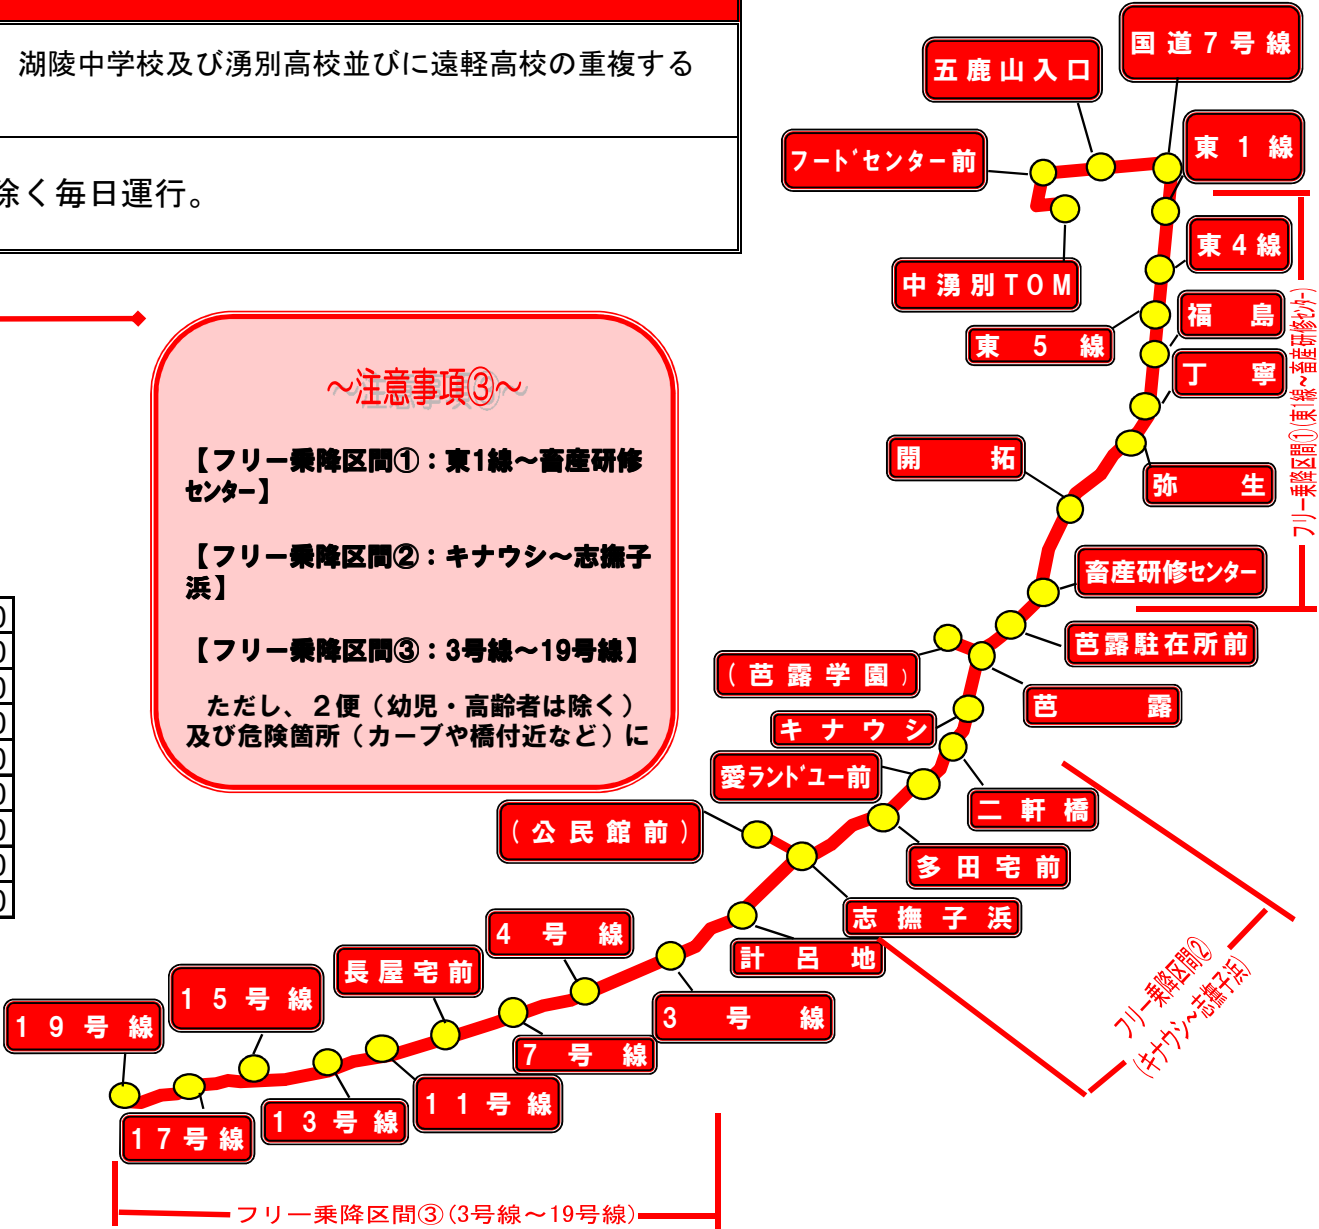 湖陵中学校及び湧別高校並びに遠軽高校の重複する
除く毎日運行。
国道7号線
五鹿山入口
フードセンター前
東1線
中湧別TOM
東4線
東5線
福島
丁寧
開拓
弥生
畜産研修センター
芭露駐在所前
(芭露学園)
芭露
キナウシ
愛ランドユー前
二軒橋
(公民館前)
多田宅前
志撫子浜
計呂地
4号線
3号線
長屋宅前
7号線
15号線
11号線
19号線
13号線
17号線
フリー乗降区間①(東1線~畜産研修センター)
フリー乗降区間②
(キナウシ~志撫子浜)
フリー乗降区間③(3号線~19号線)
~注意事項③~
【フリー乗降区間①:東1線~畜産研修
センター】
【フリー乗降区間②:キナウシ~志撫子
浜】
【フリー乗降区間③:3号線~19号線】
ただし、2便(幼児・高齢者は除く)
及び危険箇所(カーブや橋付近など)に